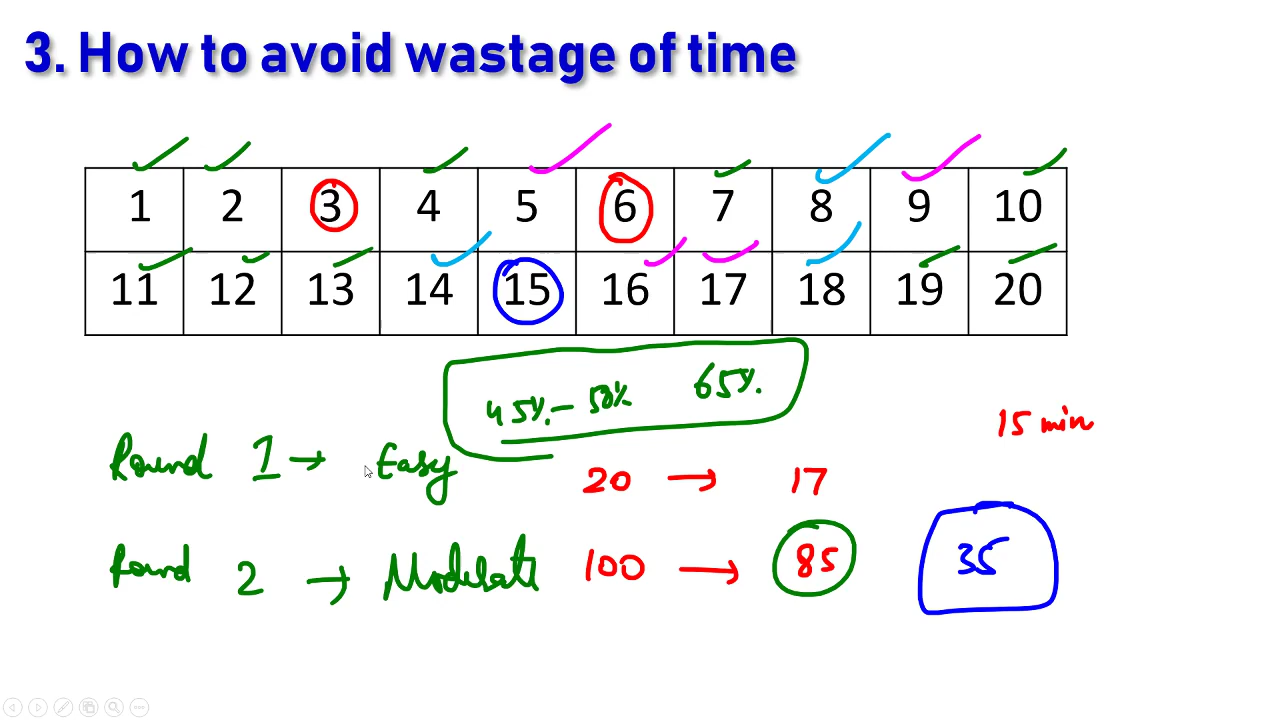 3. How to avoid wastage of time
1 2 3 4 5 6 7 8 9 10
11 12 13 14 15 16 17 18 19 20
45% - 50% 65%
15 min
Round 1 → Easy 20 → 17
Round 2 → Moderate 100 → 85 35